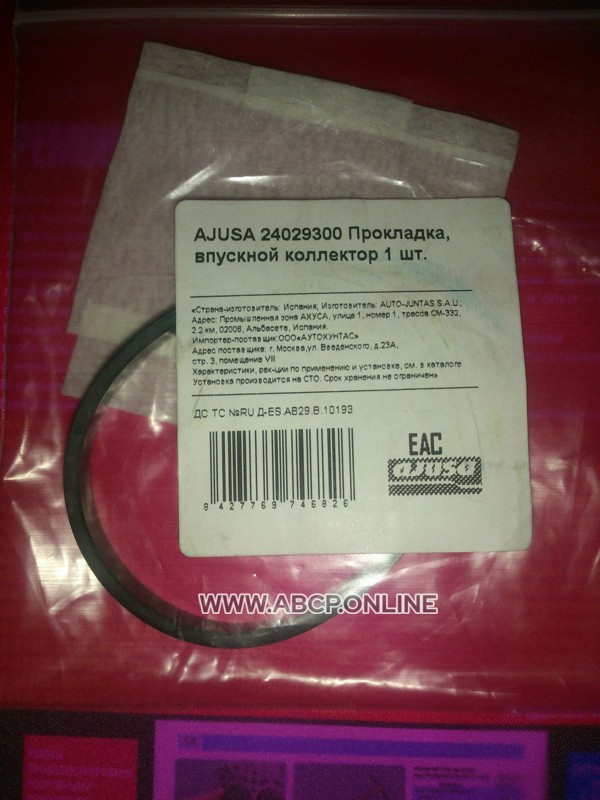 AJUSA 24029300 Прокладка,
впускной коллектор 1 шт.
«Страна-изготовитель: Испания; Изготовитель: AUTO-JUNTAS S.A.U.;
Адрес: Промышленная зона АХУСА, улица 1, номер 1, трасса СМ-332,
2.2 км, 02006, Альбасете, Испания.
Импортер-поставщик ООО«АУТОХУНТАС»
Адрес поставщика: г. Москва,ул. Введенского, д.23А,
стр. 3, помещение VII
Характеристики, рек-ции по применению и установке, см. в каталоге
Установка производится на СТО. Срок хранения не ограничен»
ДС ТС №RU Д-ES.АВ29.В.10193
EAC
ajusa
8 427769 746826
WWW.ABCP.ONLINE